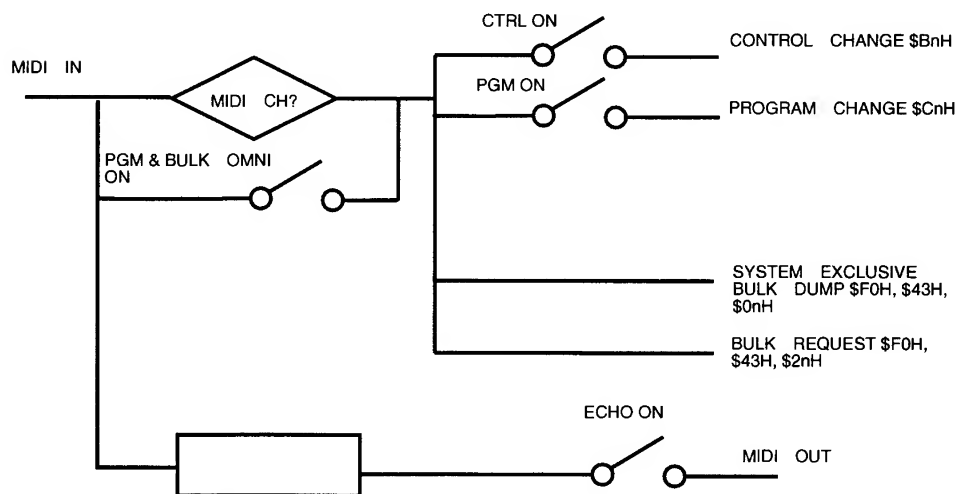 CTRL ON
CONTROL CHANGE $BnH
MIDI IN
MIDI CH?
PGM ON
PROGRAM CHANGE $CnH
PGM & BULK OMNI
ON
SYSTEM EXCLUSIVE
BULK DUMP $F0H, $43H,
$0nH
BULK REQUEST $F0H,
$43H, $2nH
ECHO ON
MIDI OUT